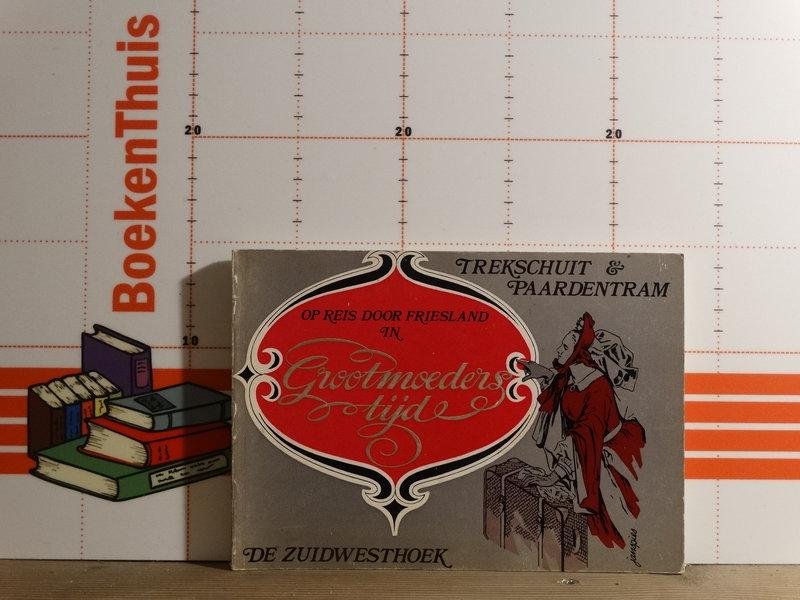 BoekenThuis
20
20
20
10
TREKSCHUIT &
PAARDENTRAM
OP REIS DOOR FRIESLAND
IN
Grootmoeders
tijd
DE ZUIDWESTHOEK